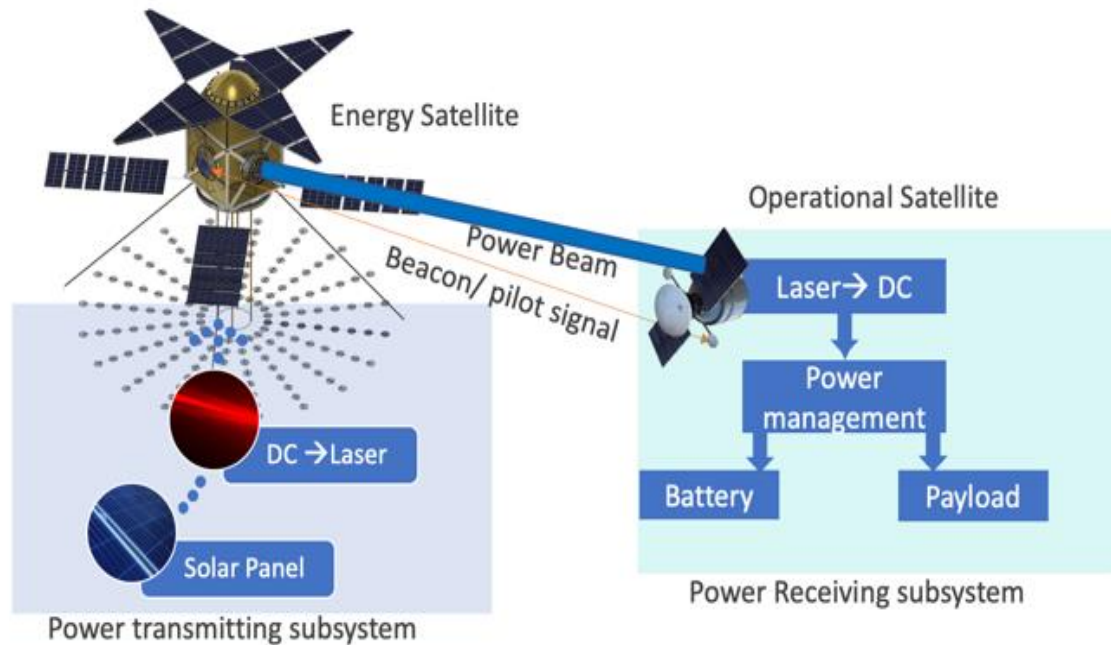 Energy Satellite
Operational Satellite
Power Beam
Beacon/ pilot signal
Laser→ DC
Power
management
Battery
Payload
DC →Laser
Solar Panel
Power Receiving subsystem
Power transmitting subsystem